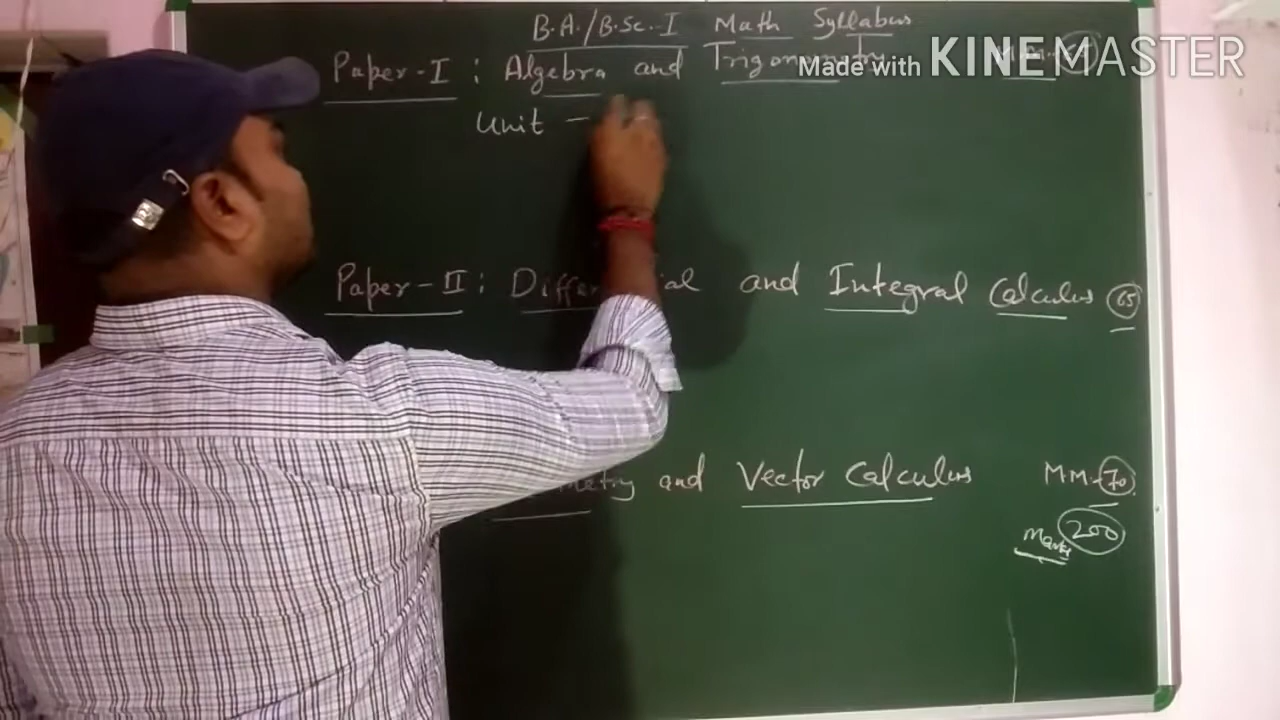 B.A./B.Sc.-I Math Syllabus
Paper-I : Algebra and
Made with KINEMASTER
Unit -
Paper-II : and Integral Calculus 65
and Vector Calculus MM-70
Marks 200